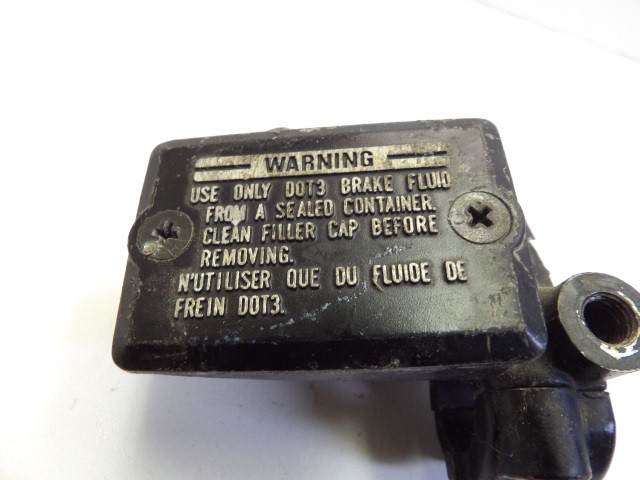 WARNING
USE ONLY DOT3 BRAKE FLUID
FROM A SEALED CONTAINER.
CLEAN FILLER CAP BEFORE
REMOVING.
N'UTILISER QUE DU FLUIDE DE
FREIN DOT3.